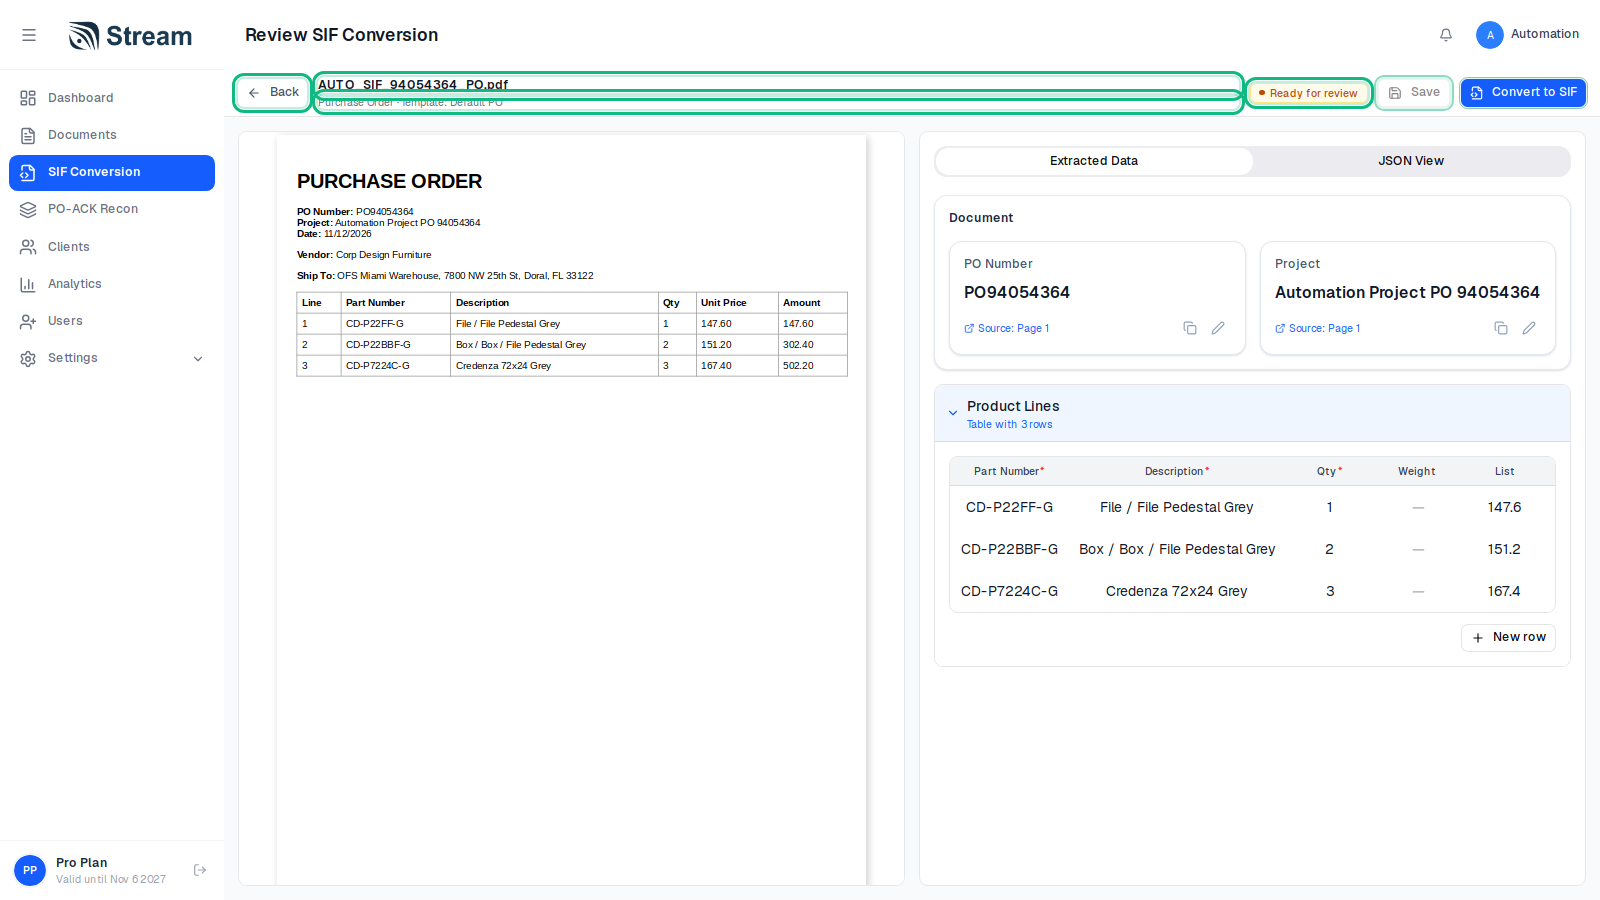 Stream
Review SIF Conversion
A
Automation
Dashboard
Documents
SIF Conversion
PO-ACK Recon
Clients
Analytics
Users
Settings
PP
Pro Plan
Valid until Nov 6 2027
Back
AUTO_SIF_94054364_PO.pdf
Purchase Order · Template: Default PO
Ready for review
Save
Convert to SIF
PURCHASE ORDER
PO Number: PO94054364
Project: Automation Project PO 94054364
Date: 11/12/2026
Vendor: Corp Design Furniture
Ship To: OFS Miami Warehouse, 7800 NW 25th St, Doral, FL 33122
Line Part Number Description Qty Unit Price Amount
1 CD-P22FF-G File / File Pedestal Grey 1 147.60 147.60
2 CD-P22BBF-G Box / Box / File Pedestal Grey 2 151.20 302.40
3 CD-P7224C-G Credenza 72x24 Grey 3 167.40 502.20
Extracted Data
JSON View
Document
PO Number
PO94054364
Source: Page 1
Project
Automation Project PO 94054364
Source: Page 1
Product Lines
Table with 3 rows
Part Number* Description* Qty* Weight List
CD-P22FF-G File / File Pedestal Grey 1 — 147.6
CD-P22BBF-G Box / Box / File Pedestal Grey 2 — 151.2
CD-P7224C-G Credenza 72x24 Grey 3 — 167.4
New row